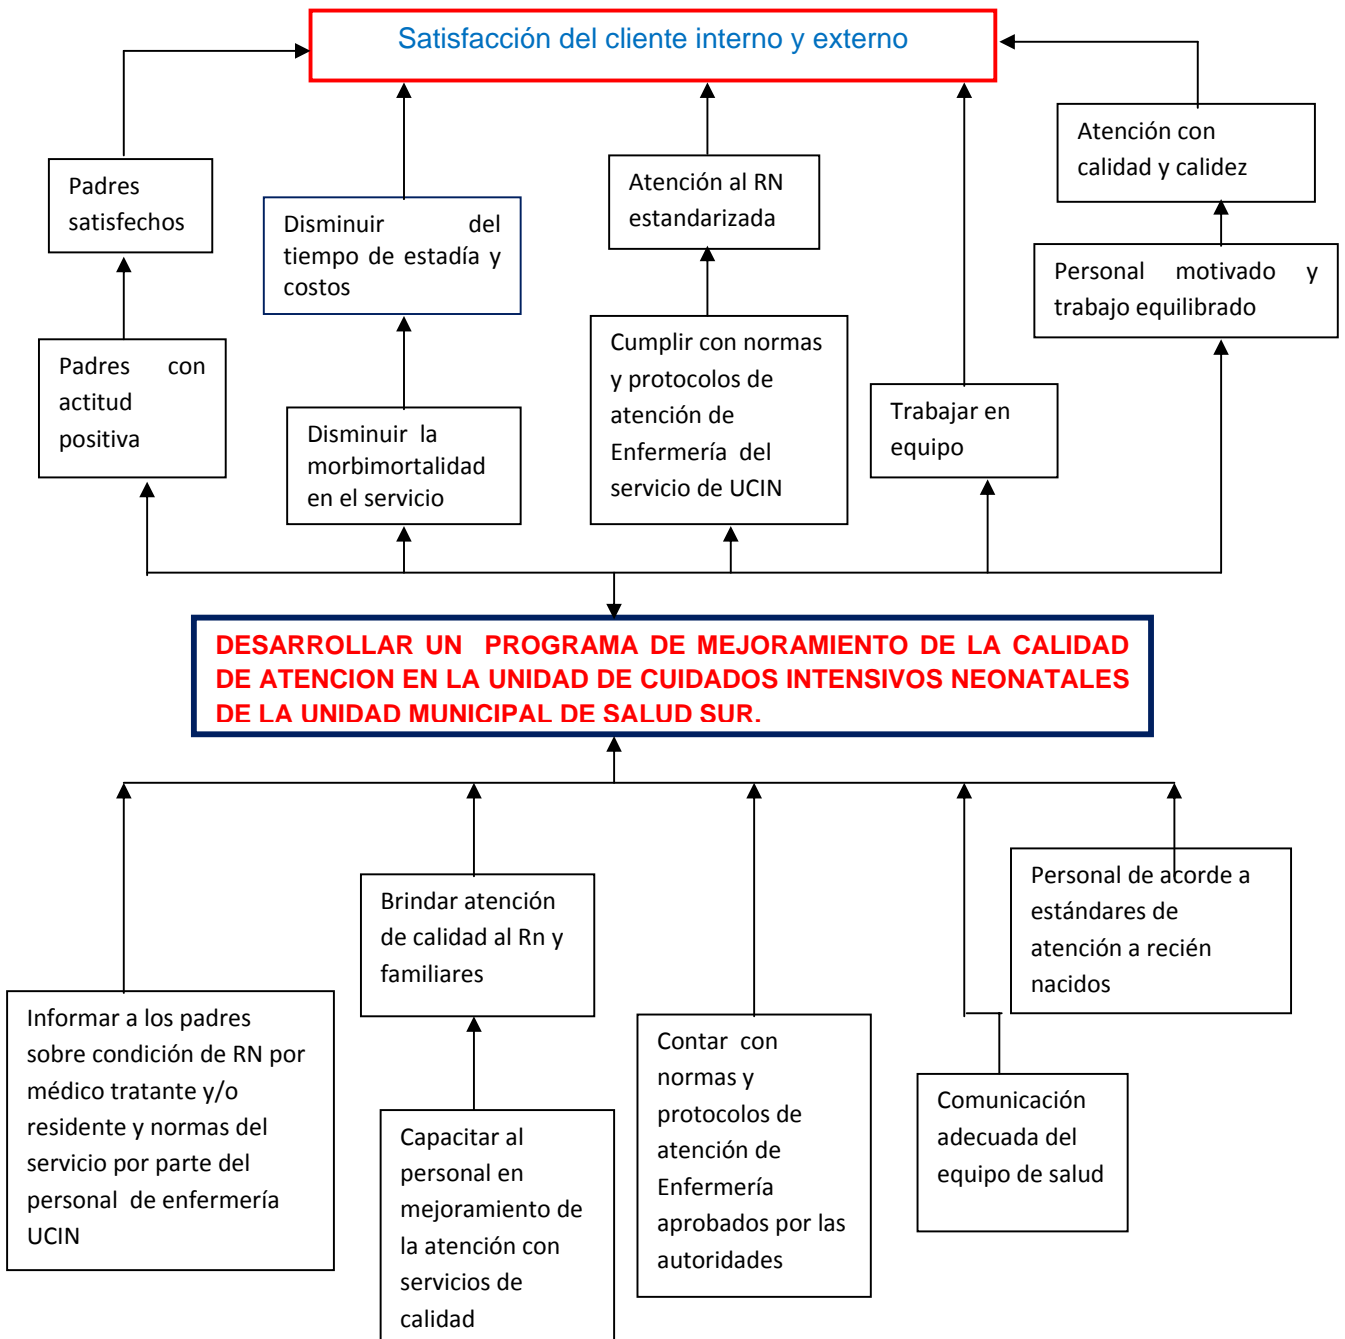 Satisfacción del cliente interno y externo
Padres
satisfechos
Disminuir del
tiempo de estadía y
costos
Atención al RN
estandarizada
Atención con
calidad y calidez
Personal motivado y
trabajo equilibrado
Padres con
actitud
positiva
Disminuir la
morbimortalidad
en el servicio
Cumplir con normas
y protocolos de
atención de
Enfermería del
servicio de UCIN
Trabajar en
equipo
DESARROLLAR UN PROGRAMA DE MEJORAMIENTO DE LA CALIDAD
DE ATENCION EN LA UNIDAD DE CUIDADOS INTENSIVOS NEONATALES
DE LA UNIDAD MUNICIPAL DE SALUD SUR.
Informar a los padres
sobre condición de RN por
médico tratante y/o
residente y normas del
servicio por parte del
personal de enfermería
UCIN
Brindar atención
de calidad al Rn y
familiares
Capacitar al
personal en
mejoramiento de
la atención con
servicios de
calidad
Contar con
normas y
protocolos de
atención de
Enfermería
aprobados por las
autoridades
Comunicación
adecuada del
equipo de salud
Personal de acorde a
estándares de
atención a recién
nacidos